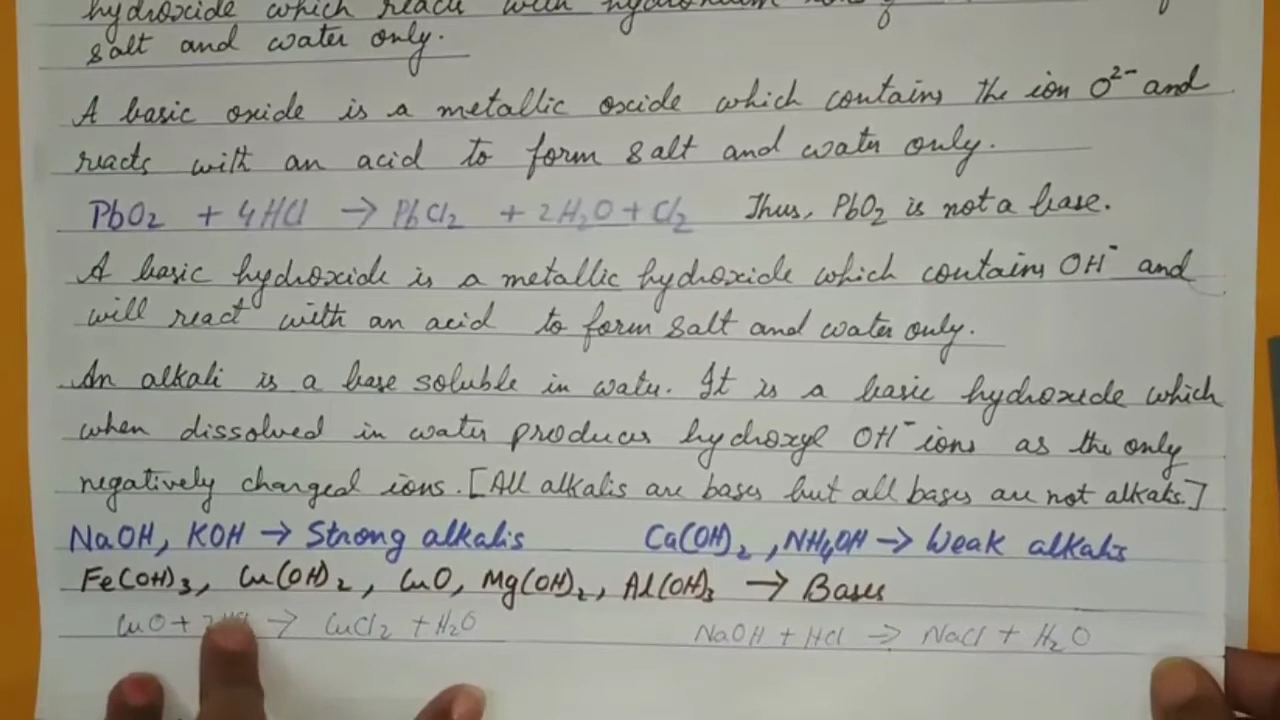 hydroxide which reacts with hydronium ions
salt and water only.
A basic oxide is a metallic oxide which contains the ion O²⁻ and
reacts with an acid to form salt and water only.
PbO₂ + 4HCl → PbCl₂ + 2H₂O + Cl₂ Thus, PbO₂ is not a base.
A basic hydroxide is a metallic hydroxide which contains OH⁻ and
will react with an acid to form salt and water only.
An alkali is a base soluble in water. It is a basic hydroxide which
when dissolved in water produces hydroxyl OH⁻ ions as the only
negatively charged ions. [All alkalis are bases but all bases are not alkalis.]
NaOH, KOH → Strong alkalis Ca(OH)₂, NH₄OH → Weak alkalis
Fe(OH)₃, Cu(OH)₂, CuO, Mg(OH)₂, Al(OH)₃ → Bases
CuO + → CuCl₂ + H₂O NaOH + HCl → NaCl + H₂O